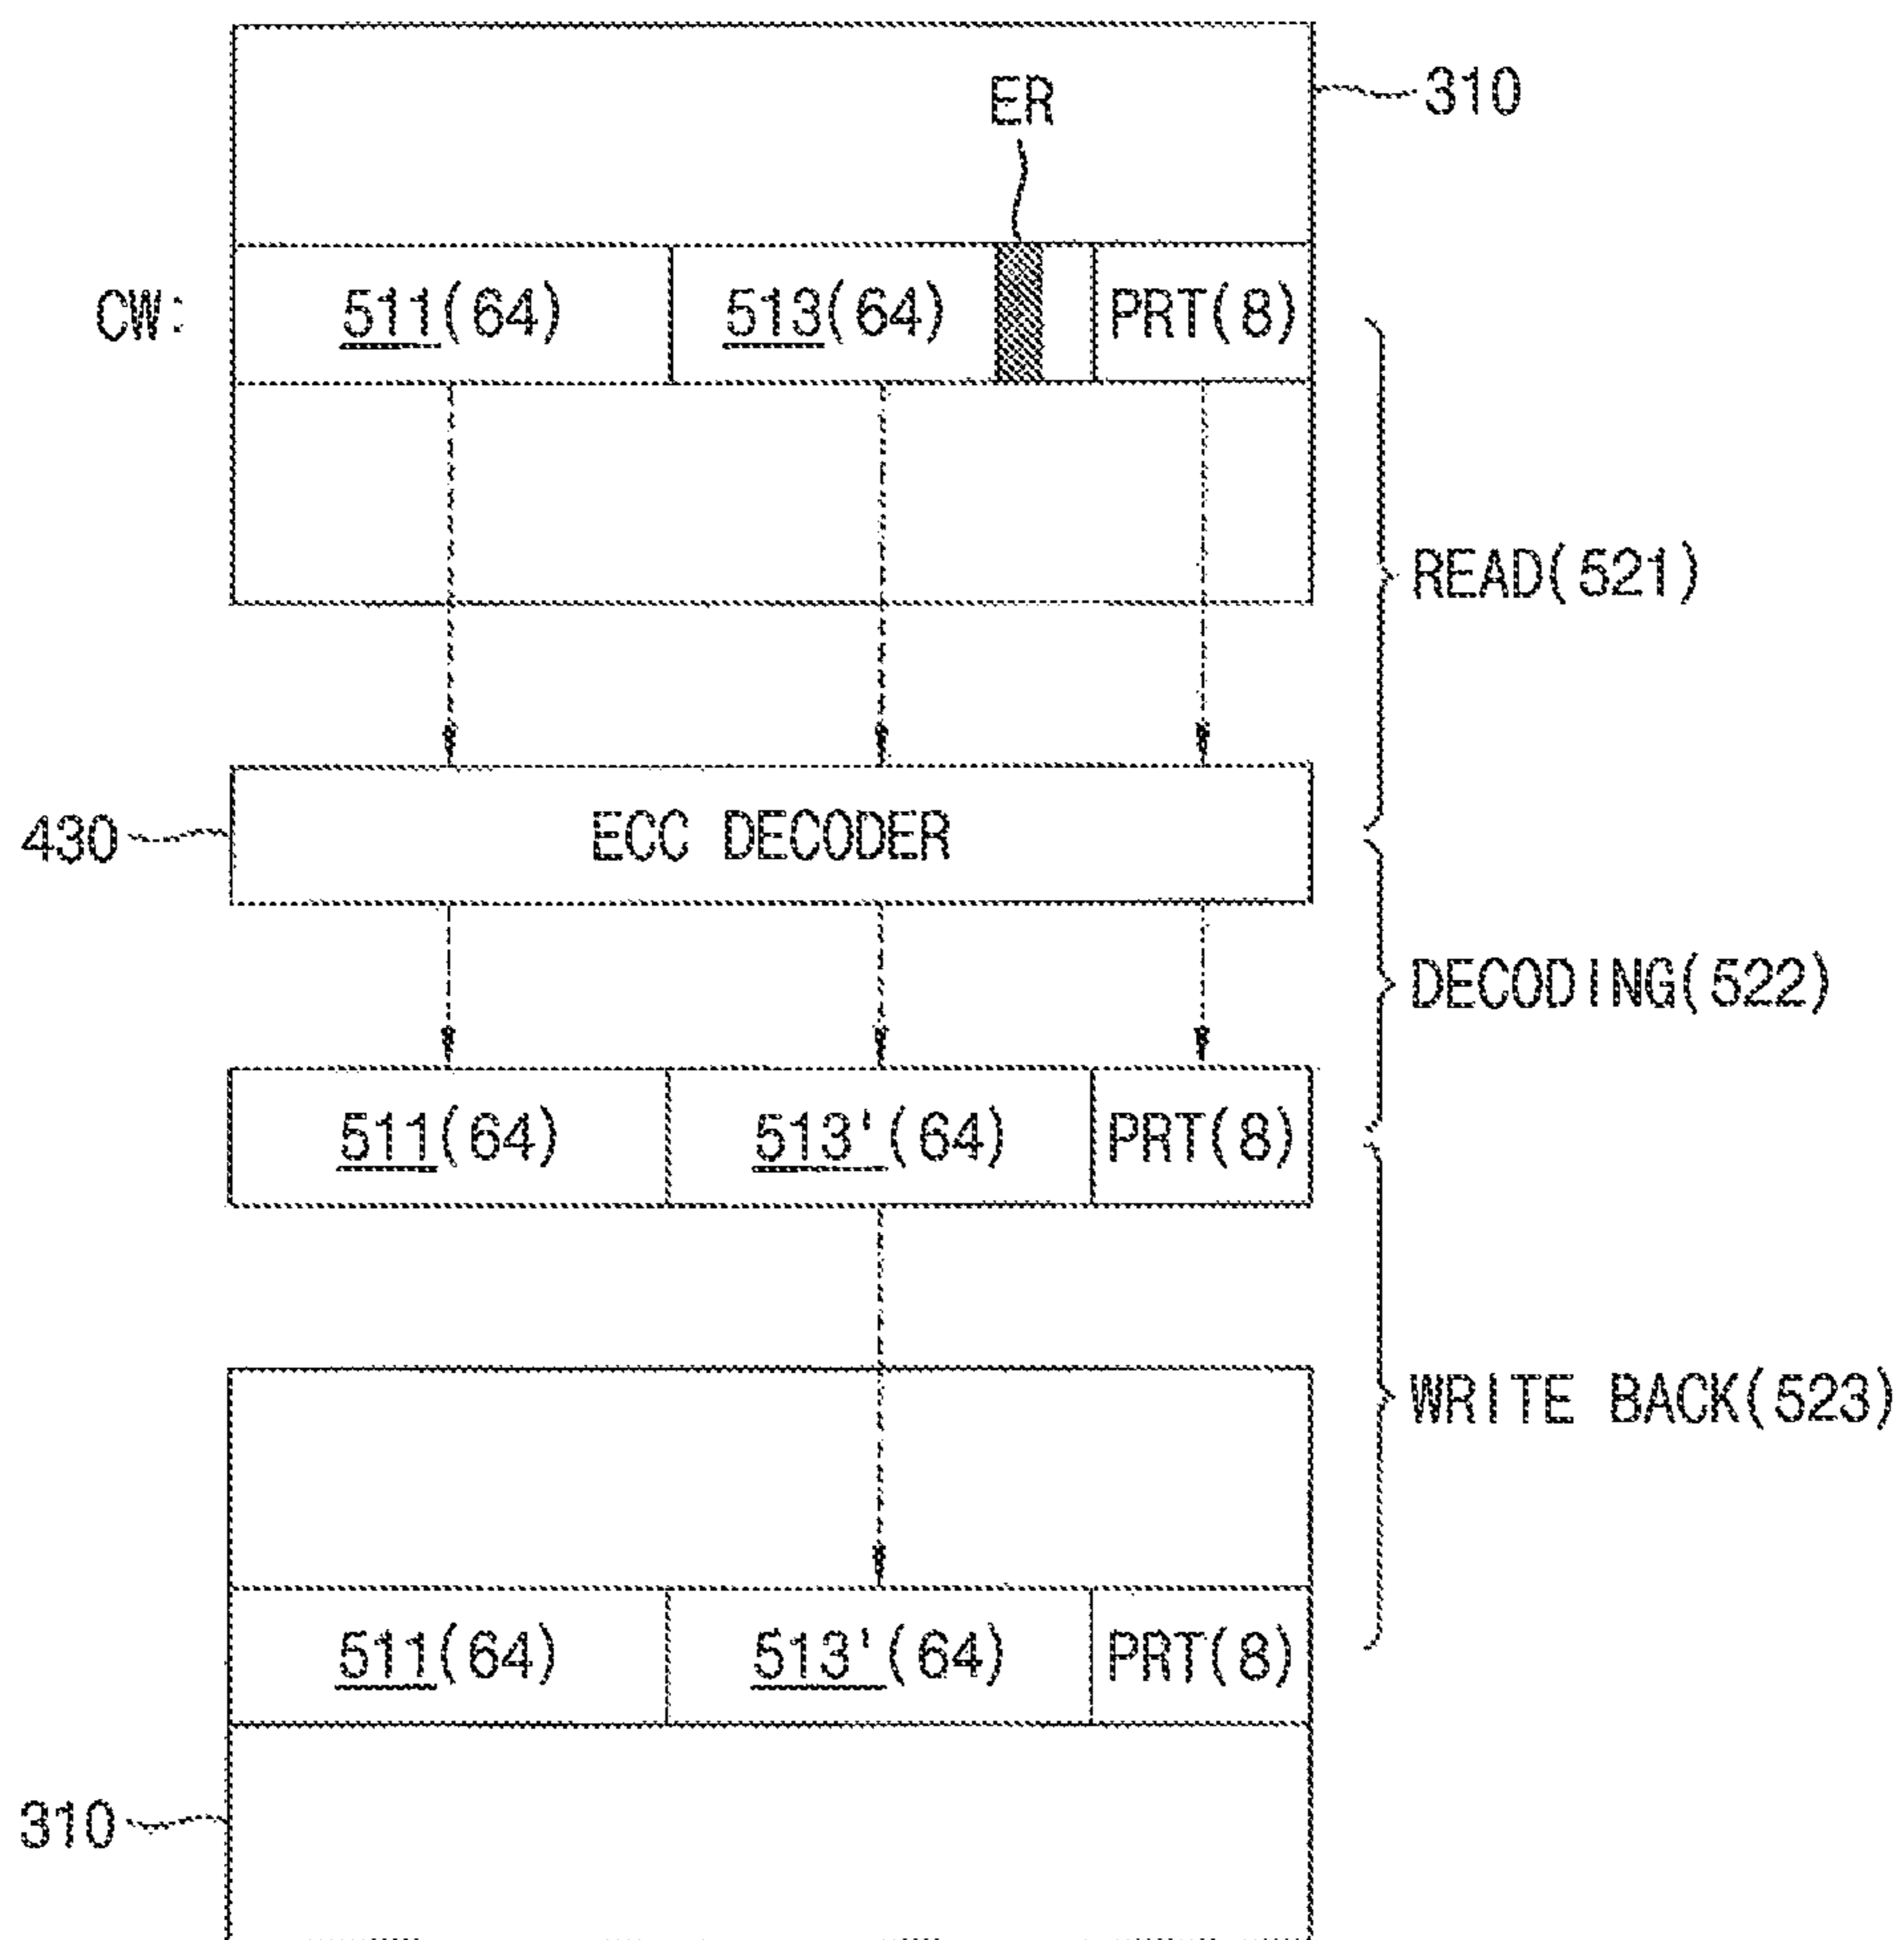 310
ER
CW: 511(64) 513(64) PRT(8)
READ(521)
430
ECC DECODER
DECODING(522)
511(64) 513'(64) PRT(8)
WRITE BACK(523)
511(64) 513'(64) PRT(8)
310